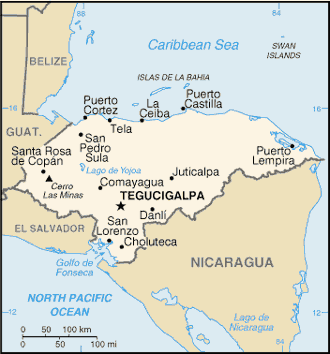 88
84
Caribbean Sea
SWAN
ISLANDS
BELIZE
ISLAS DE LA BAHIA
Puerto
Cortez
La
Ceiba
Puerto
Castilla
16
16
Tela
GUAT.
San
Pedro
Sula
Puerto
Lempira
Santa Rosa
de Copán
Lago de Yojoa
Juticalpa
Cerro
Las Minas
Comayagua
TEGUCIGALPA
Danlí
San
Lorenzo
EL SALVADOR
Choluteca
Golfo de
Fonseca
NICARAGUA
NORTH PACIFIC
OCEAN
12
12
Lago de
Nicaragua
0 50 100 km
0 50 100 mi